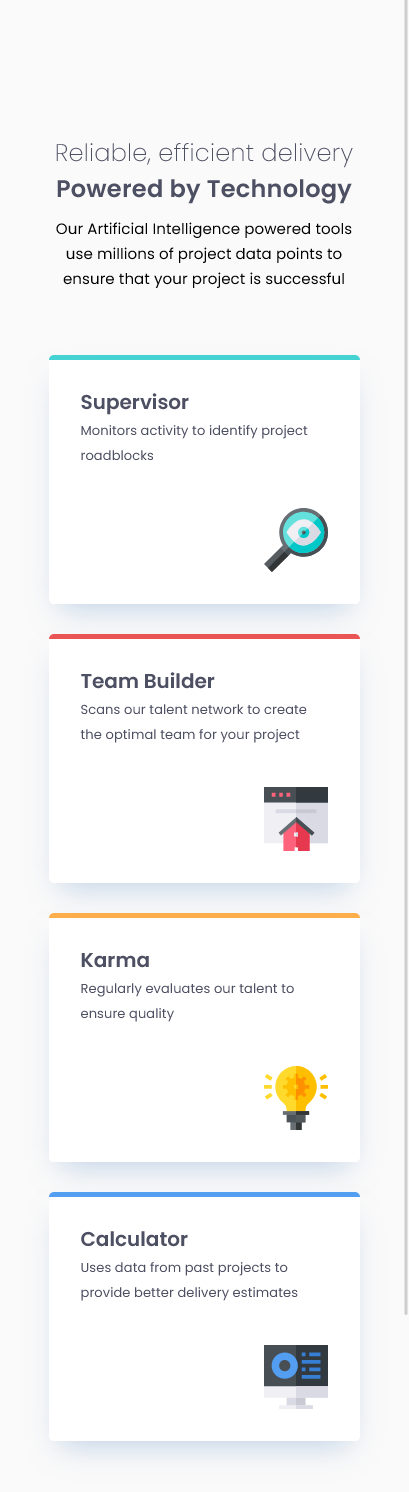 Reliable, efficient delivery
Powered by Technology
Our Artificial Intelligence powered tools
use millions of project data points to
ensure that your project is successful
Supervisor
Monitors activity to identify project
roadblocks
Team Builder
Scans our talent network to create
the optimal team for your project
Karma
Regularly evaluates our talent to
ensure quality
Calculator
Uses data from past projects to
provide better delivery estimates